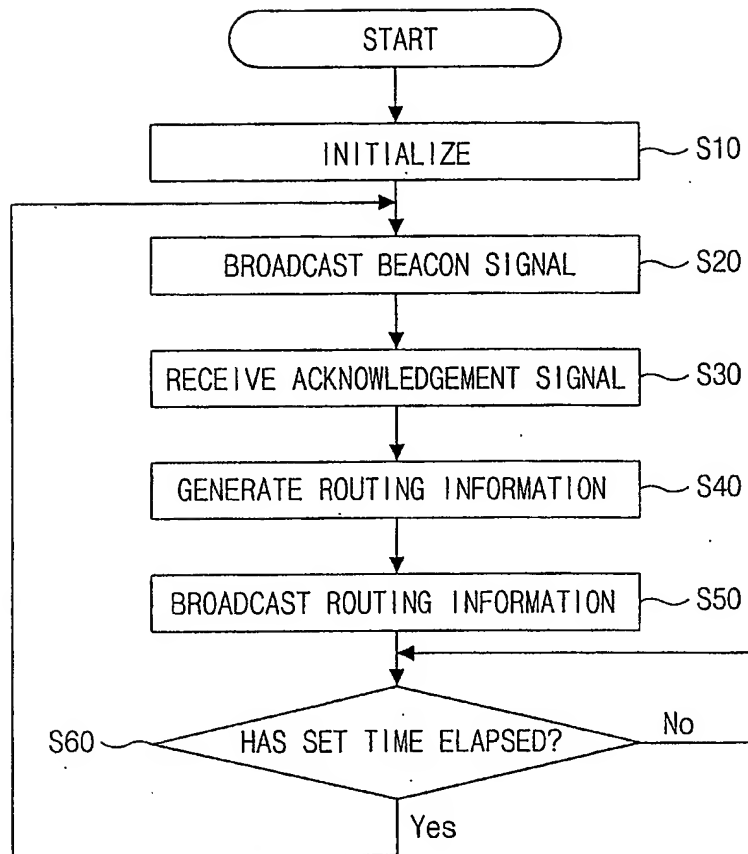 START
INITIALIZE
S10
BROADCAST BEACON SIGNAL
S20
RECEIVE ACKNOWLEDGEMENT SIGNAL
S30
GENERATE ROUTING INFORMATION
S40
BROADCAST ROUTING INFORMATION
S50
S60
HAS SET TIME ELAPSED?
No
Yes